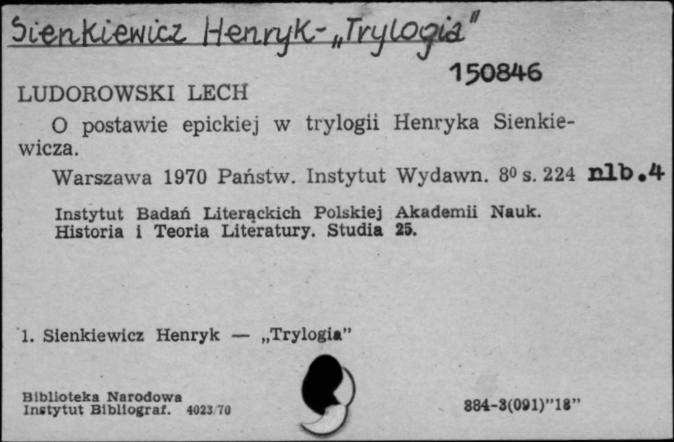 Sienkiewicz Henryk - „Trylogia”
150846
LUDOROWSKI LECH
O postawie epickiej w trylogii Henryka Sienkie-
wicza.
Warszawa 1970 Państw. Instytut Wydawn. 8⁰ s. 224 nlb.4
Instytut Badań Literąckich Polskiej Akademii Nauk.
Historia i Teoria Literatury. Studia 25.
1. Sienkiewicz Henryk — „Trylogia”
Biblioteka Narodowa
Instytut Bibliograf. 4023/70
884-3(091)"18"